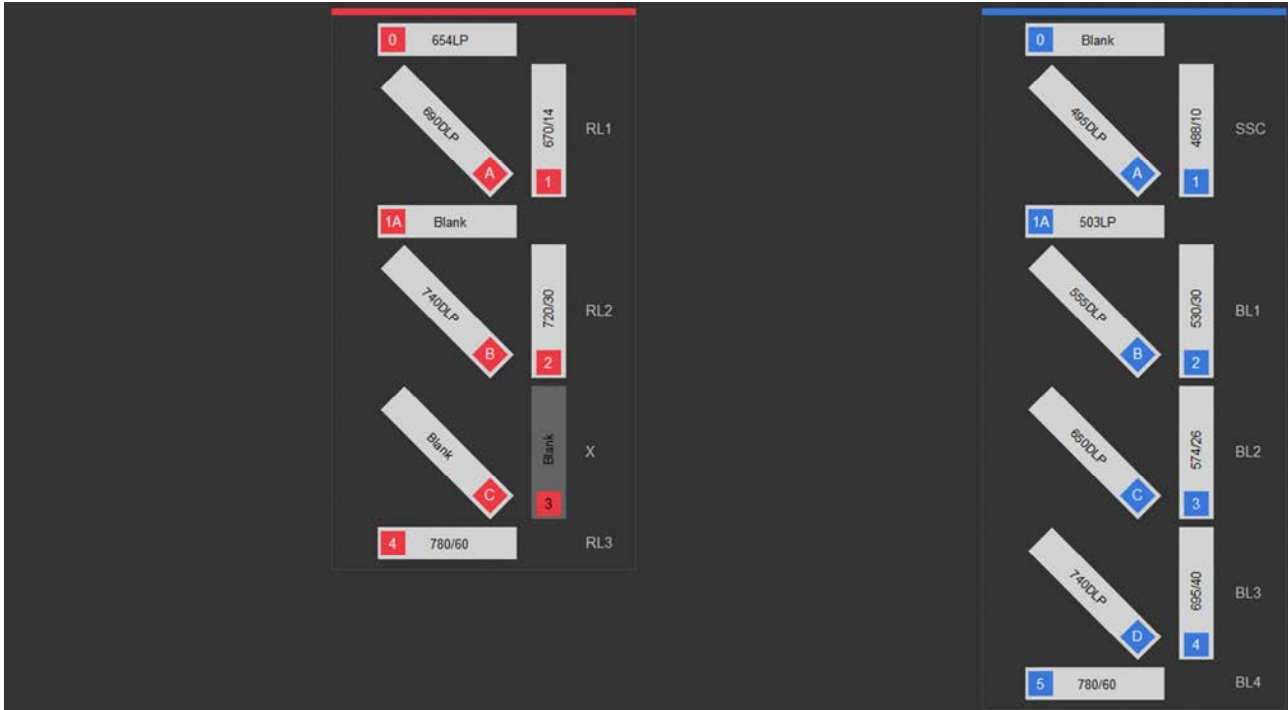 0 654LP
690DLP A
670/14 1
RL1
1A Blank
740DLP B
720/30 2
RL2
Blank C
Blank 3
X
4 780/60
RL3
0 Blank
495DLP A
488/10 1
SSC
1A 503LP
555DLP B
530/30 2
BL1
650DLP C
574/26 3
BL2
740DLP D
695/40 4
BL3
5 780/60
BL4